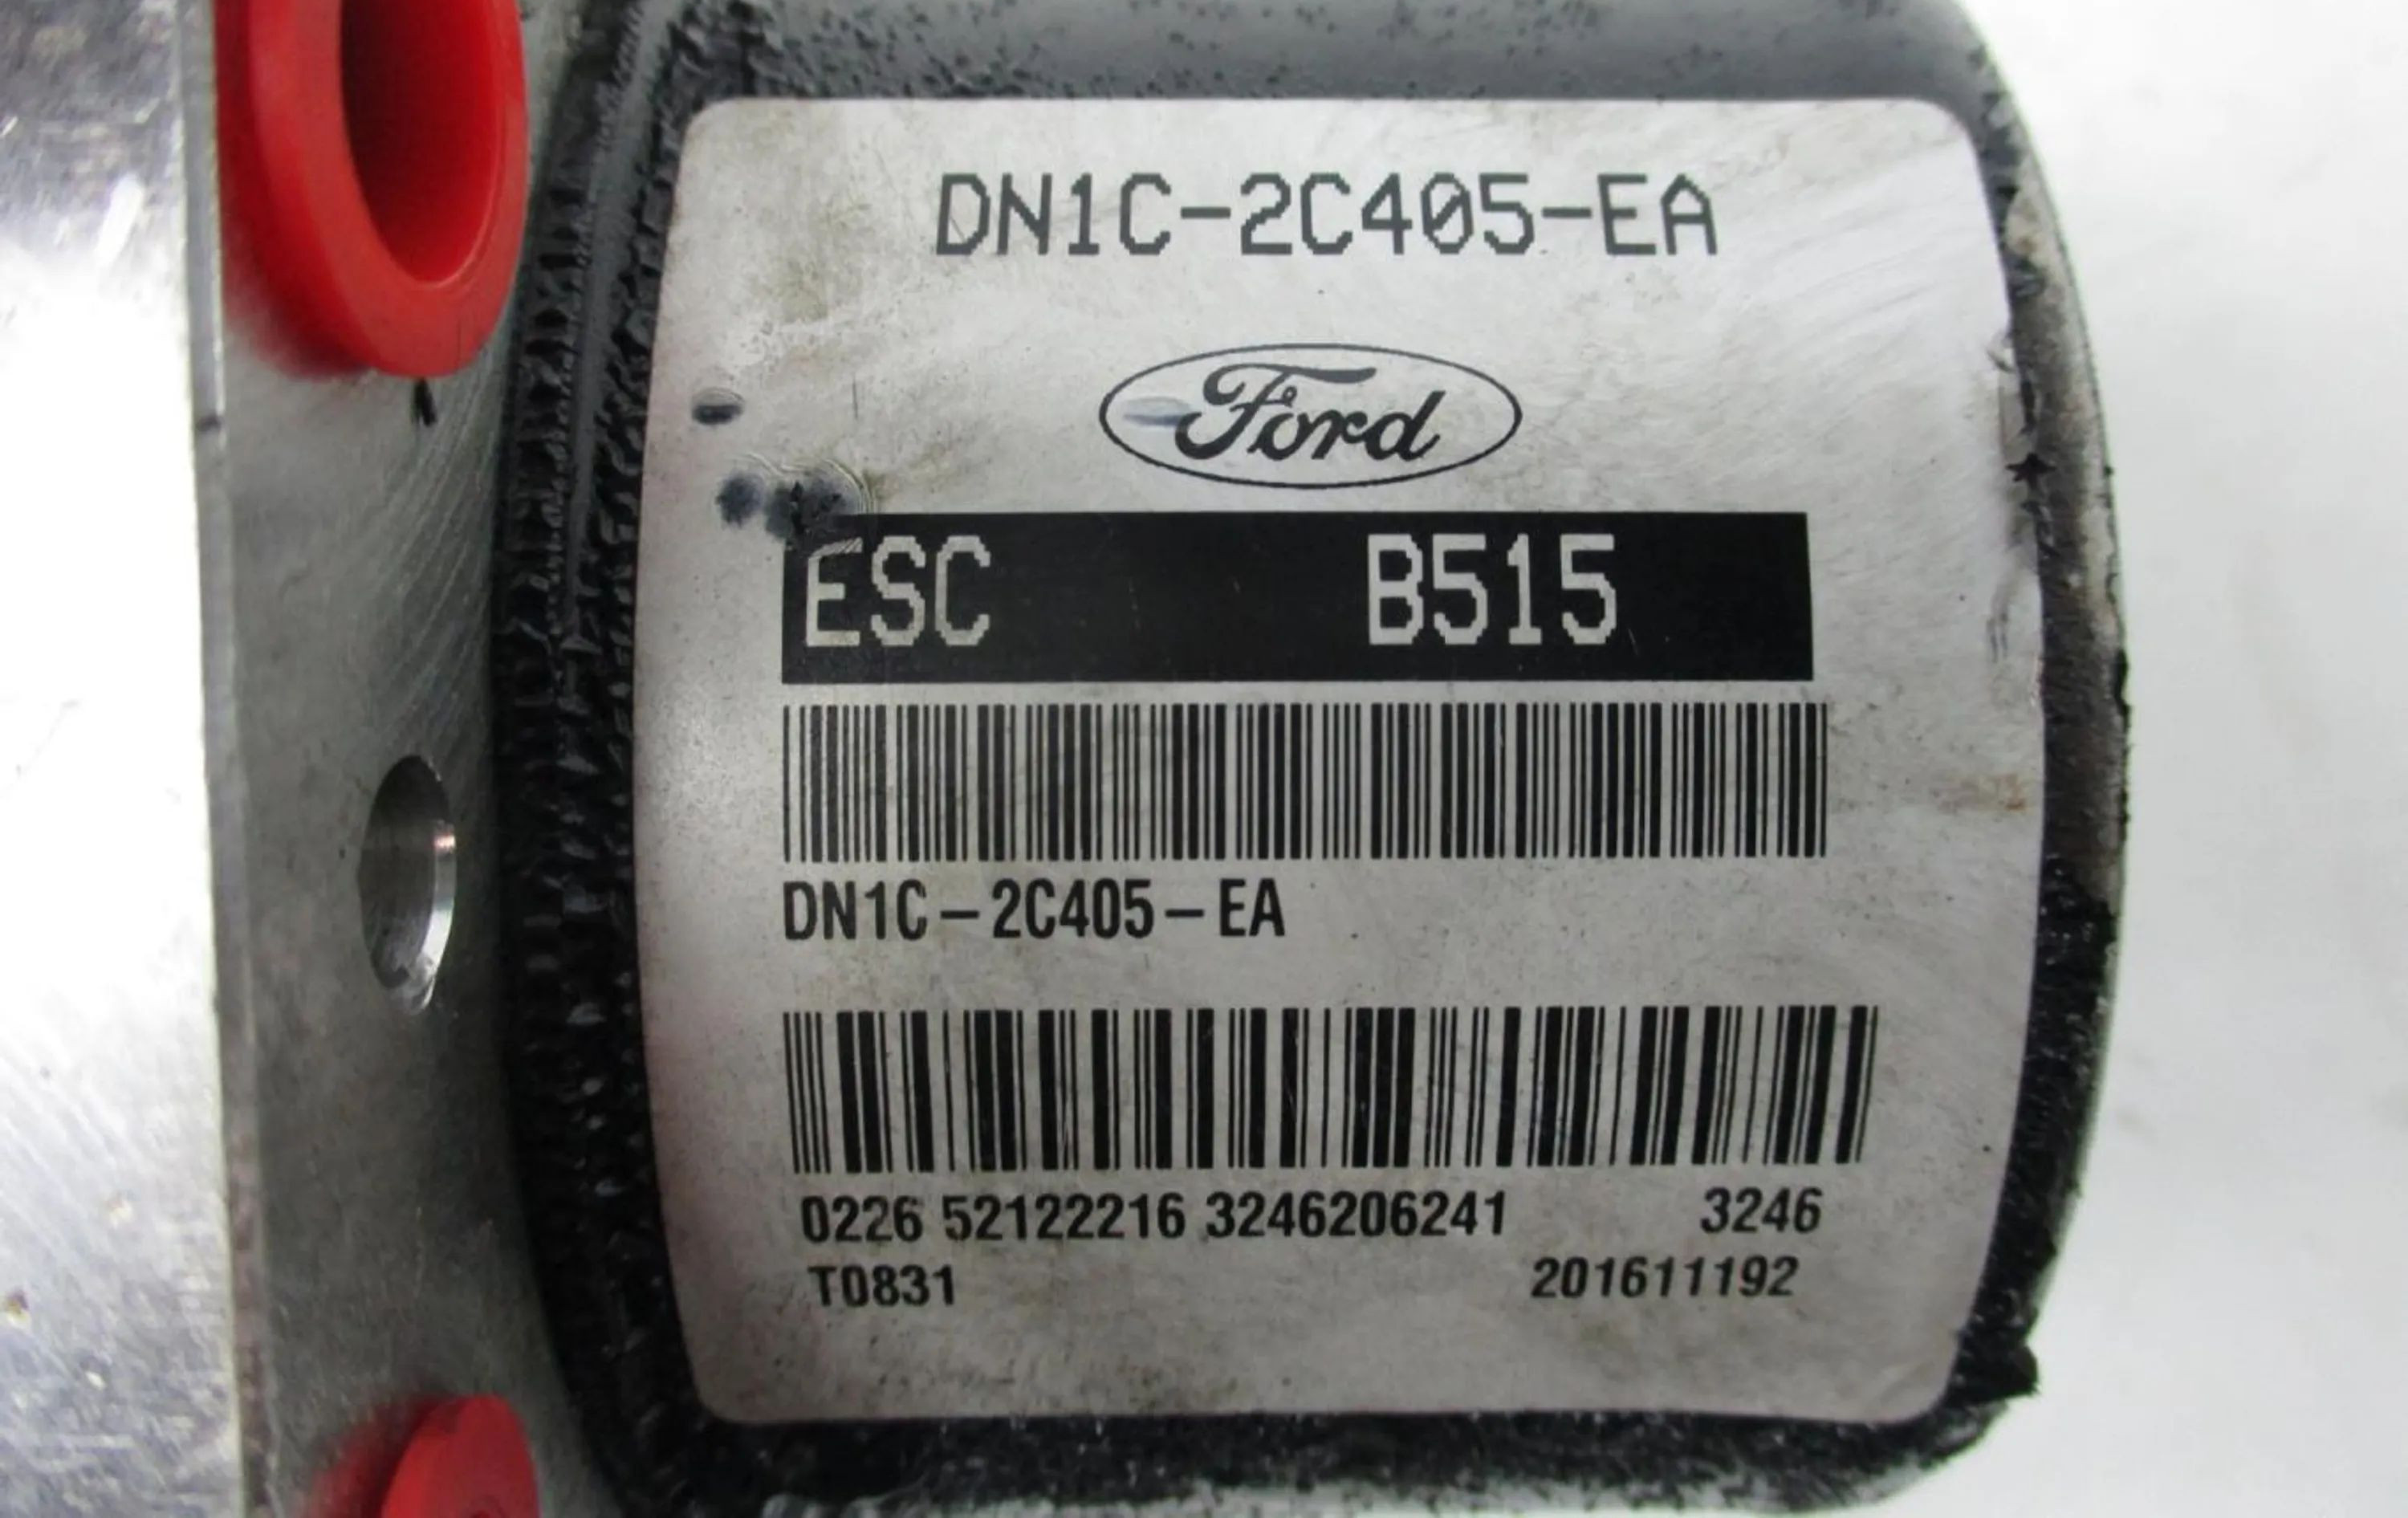 DN1C-2C405-EA
Ford
ESC B515
DN1C-2C405-EA
0226 52122216 3246206241 3246
T0831 201611192